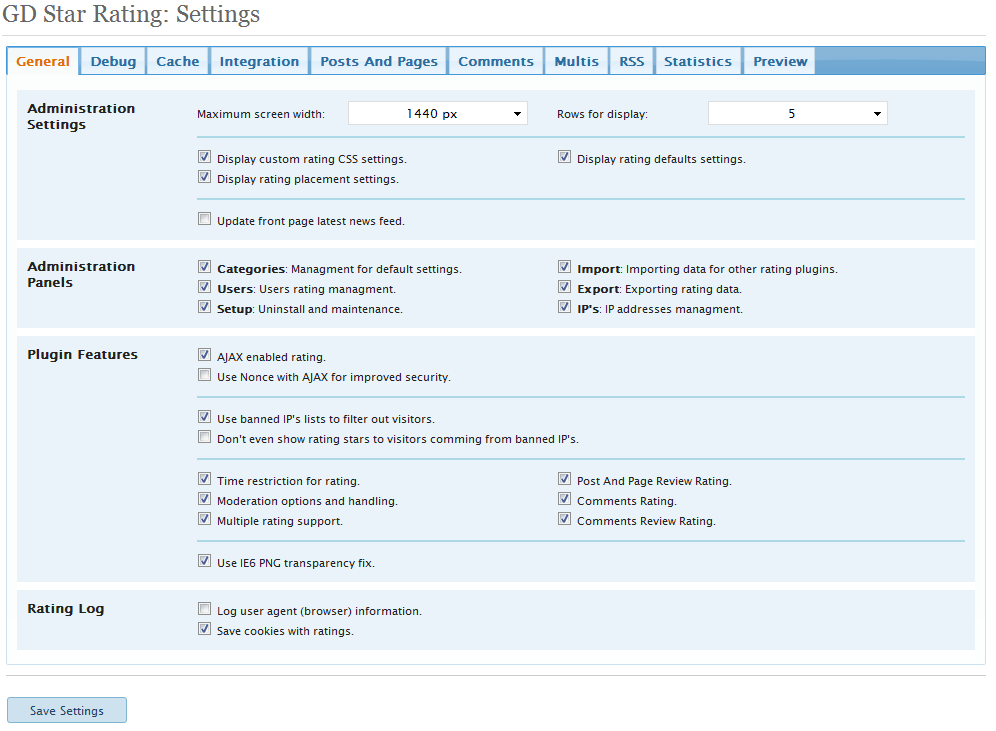 GD Star Rating: Settings
General Debug Cache Integration Posts And Pages Comments Multis RSS Statistics Preview
Administration Settings
Maximum screen width: 1440 px Rows for display: 5
Display custom rating CSS settings. Display rating defaults settings.
Display rating placement settings.
Update front page latest news feed.
Administration Panels
Categories: Managment for default settings. Import: Importing data for other rating plugins.
Users: Users rating managment. Export: Exporting rating data.
Setup: Uninstall and maintenance. IP's: IP addresses managment.
Plugin Features
AJAX enabled rating.
Use Nonce with AJAX for improved security.
Use banned IP's lists to filter out visitors.
Don't even show rating stars to visitors comming from banned IP's.
Time restriction for rating. Post And Page Review Rating.
Moderation options and handling. Comments Rating.
Multiple rating support. Comments Review Rating.
Use IE6 PNG transparency fix.
Rating Log
Log user agent (browser) information.
Save cookies with ratings.
Save Settings